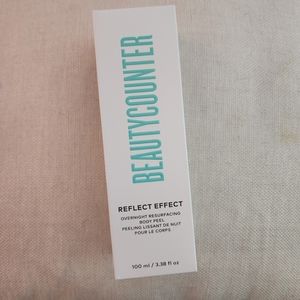 BEAUTYCOUNTER
REFLECT EFFECT
OVERNIGHT RESURFACING
BODY PEEL
PEELING LISSANT DE NUIT
POUR LE CORPS
100 ml / 3.38 fl oz